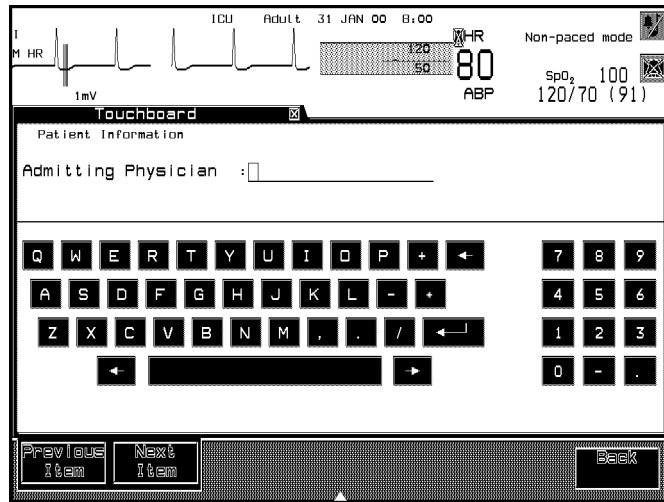 ICU Adult 31 JAN 00 8:00
I
M HR
1mV
120
50
HR
80
ABP
Non-paced mode
SpO₂ 100
120/70 (91)
Touchboard
Patient Information
Admitting Physician :
Q W E R T Y U I O P + ←
7 8 9
A S D F G H J K L - +
4 5 6
Z X C V B N M , . /
1 2 3
← →
0 - .
Previous Item
Next Item
Back